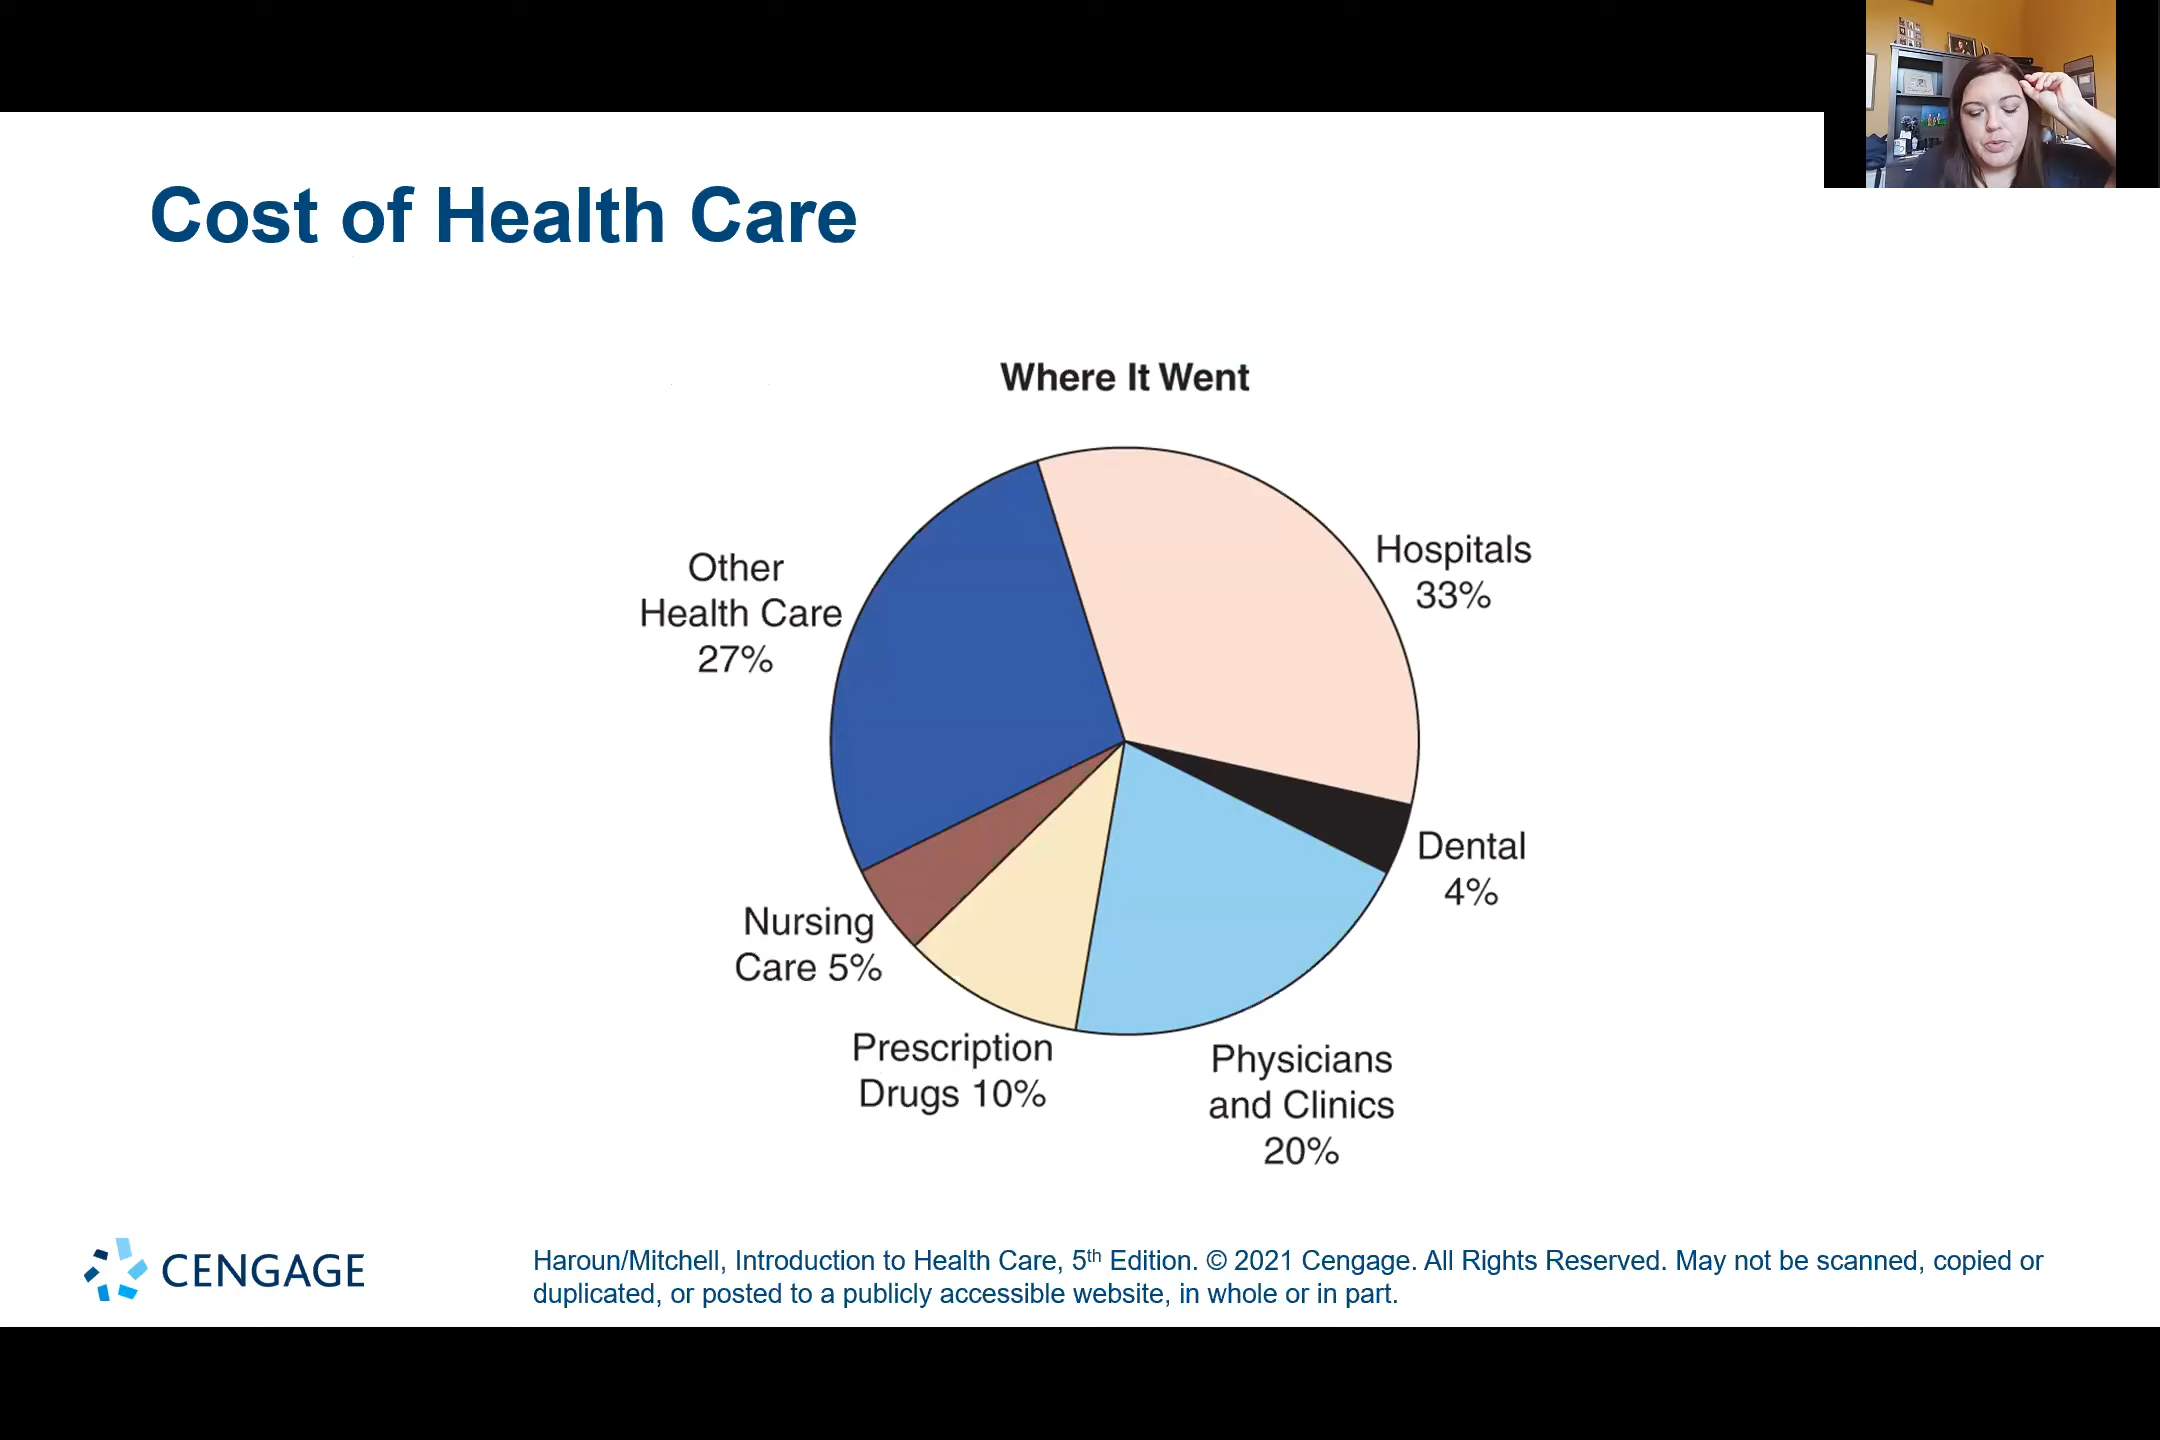 Cost of Health Care
Where It Went
Other
Health Care
27%
Hospitals
33%
Dental
4%
Nursing
Care 5%
Prescription
Drugs 10%
Physicians
and Clinics
20%
CENGAGE
Haroun/Mitchell, Introduction to Health Care, 5th Edition. © 2021 Cengage. All Rights Reserved. May not be scanned, copied or
duplicated, or posted to a publicly accessible website, in whole or in part.